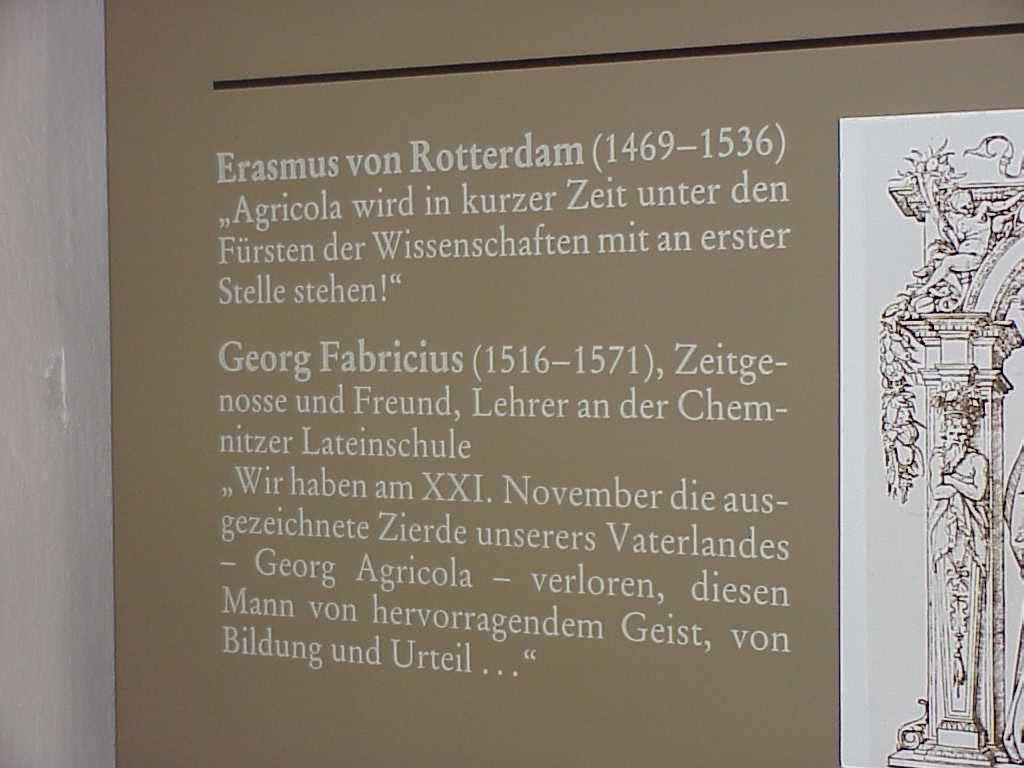 Erasmus von Rotterdam (1469–1536)
„Agricola wird in kurzer Zeit unter den
Fürsten der Wissenschaften mit an erster
Stelle stehen!“
Georg Fabricius (1516–1571), Zeitge-
nosse und Freund, Lehrer an der Chem-
nitzer Lateinschule
„Wir haben am XXI. November die aus-
gezeichnete Zierde unserers Vaterlandes
– Georg Agricola – verloren, diesen
Mann von hervorragendem Geist, von
Bildung und Urteil . . .“